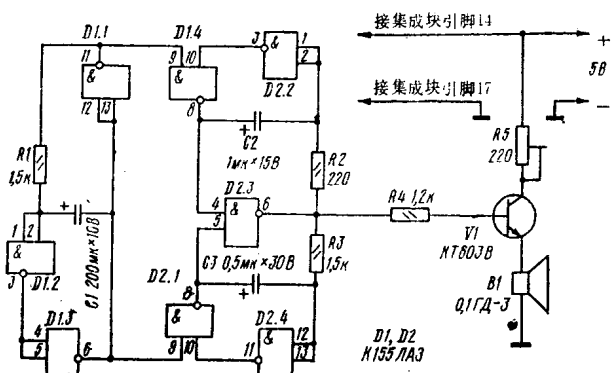 D1.1
D1.4
11
&
12 13
9 10
&
8
3
&
1
2
D2.2
接集成块引脚14
+
5В
接集成块引脚17
−
R1
1,5к
+
C2
1мк×15В
R2
220
R5
220
1 2
&
3
D1.2
+
C1 200мк×10В
D2.3
4
5
&
6
R4 1,2к
V1
КТ603В
R3
1,5к
C3 0,5мк×30В
+
D2.1
8
&
9 10
D2.4
11
&
12
13
D1.3
4
5
&
6
B1
0,1ГД-3
D1, D2
К155ЛА3